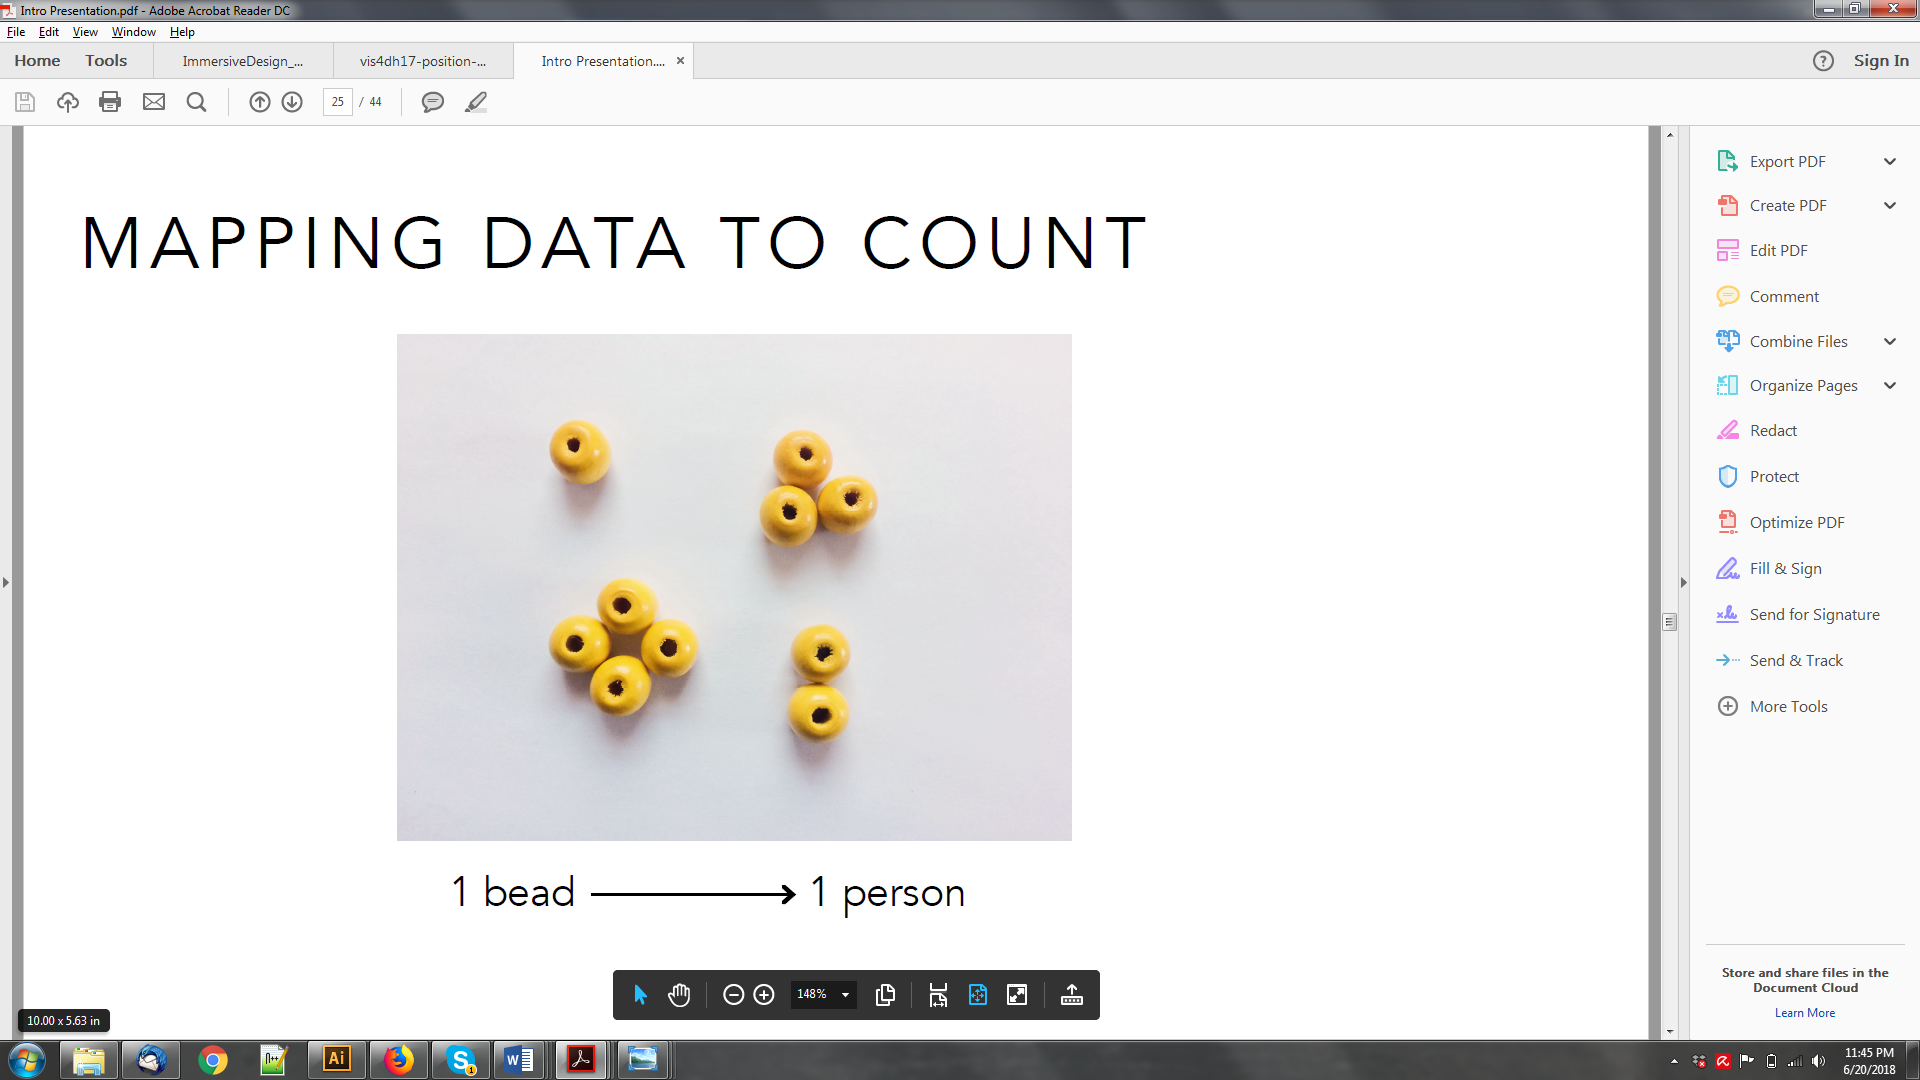 Intro Presentation.pdf - Adobe Acrobat Reader DC
File Edit View Window Help
Home Tools ImmersiveDesign_... vis4dh17-position-... Intro Presentation.... × ? Sign In
25 / 44
MAPPING DATA TO COUNT
1 bead 1 person
Export PDF
Create PDF
Edit PDF
Comment
Combine Files
Organize Pages
Redact
Protect
Optimize PDF
Fill & Sign
Send for Signature
Send & Track
More Tools
Store and share files in the
Document Cloud
Learn More
148%
10.00 x 5.63 in
n++ Ai S 1 W
11:45 PM
6/20/2018